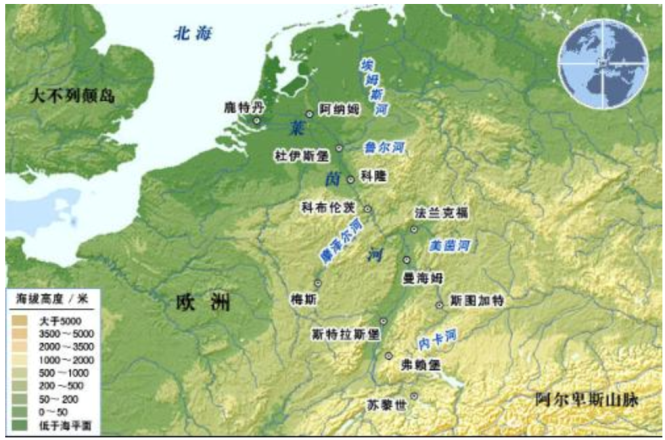 北海
大不列颠岛
埃姆斯河
鹿特丹
阿纳姆
莱茵河
杜伊斯堡
鲁尔河
科隆
科布伦茨
法兰克福
摩泽尔河
美茵河
曼海姆
梅斯
斯图加特
欧洲
斯特拉斯堡
内卡河
弗赖堡
苏黎世
阿尔卑斯山脉
海拔高度/米
大于5000
3500～5000
2000～3500
1000～2000
500～1000
200～500
50～200
0～50
低于海平面